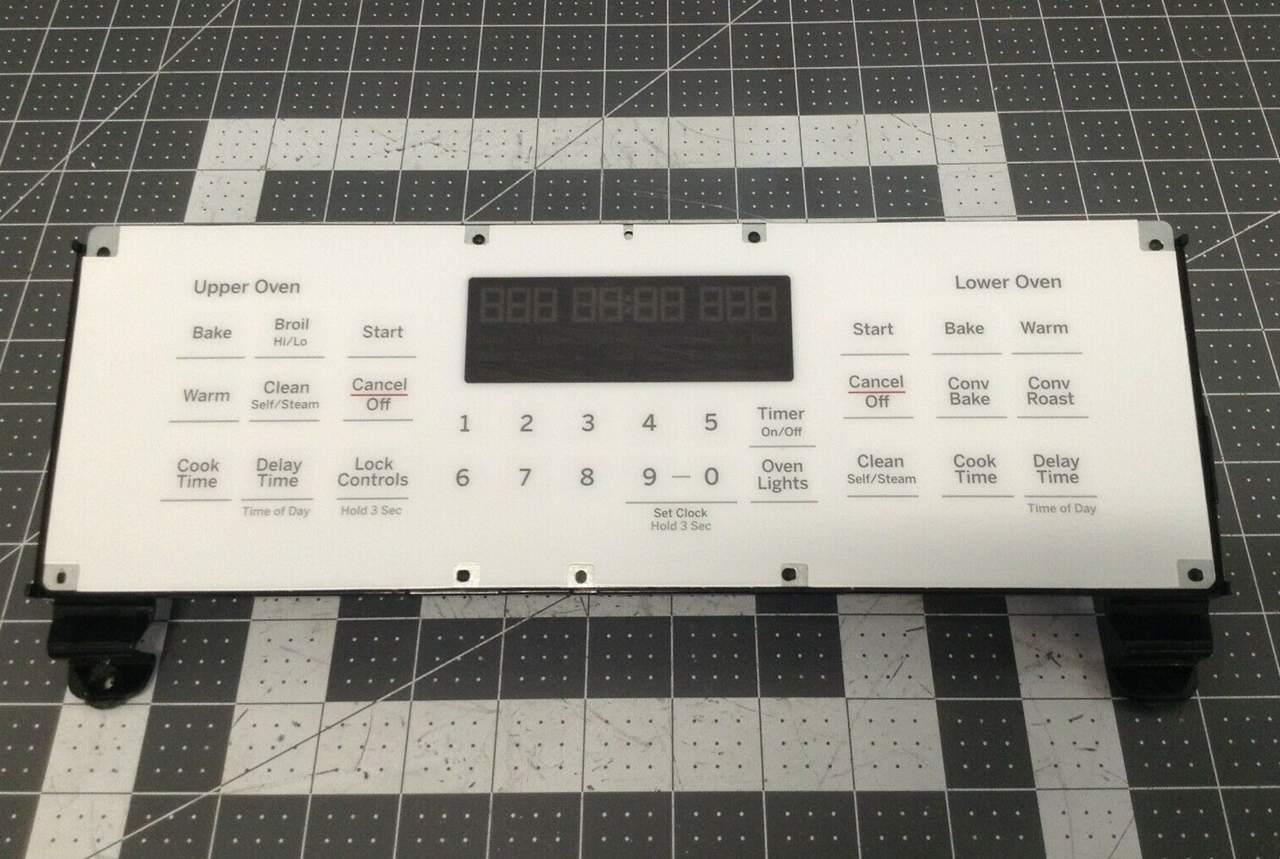 Upper Oven
Lower Oven
Bake
Broil
Hi/Lo
Start
Start
Bake
Warm
Warm
Clean
Self/Steam
Cancel
Off
1 2 3 4 5
Timer
On/Off
Cancel
Off
Conv
Bake
Conv
Roast
Cook
Time
Delay
Time
Time of Day
Lock
Controls
Hold 3 Sec
6 7 8 9 — 0
Set Clock
Hold 3 Sec
Oven
Lights
Clean
Self/Steam
Cook
Time
Delay
Time
Time of Day